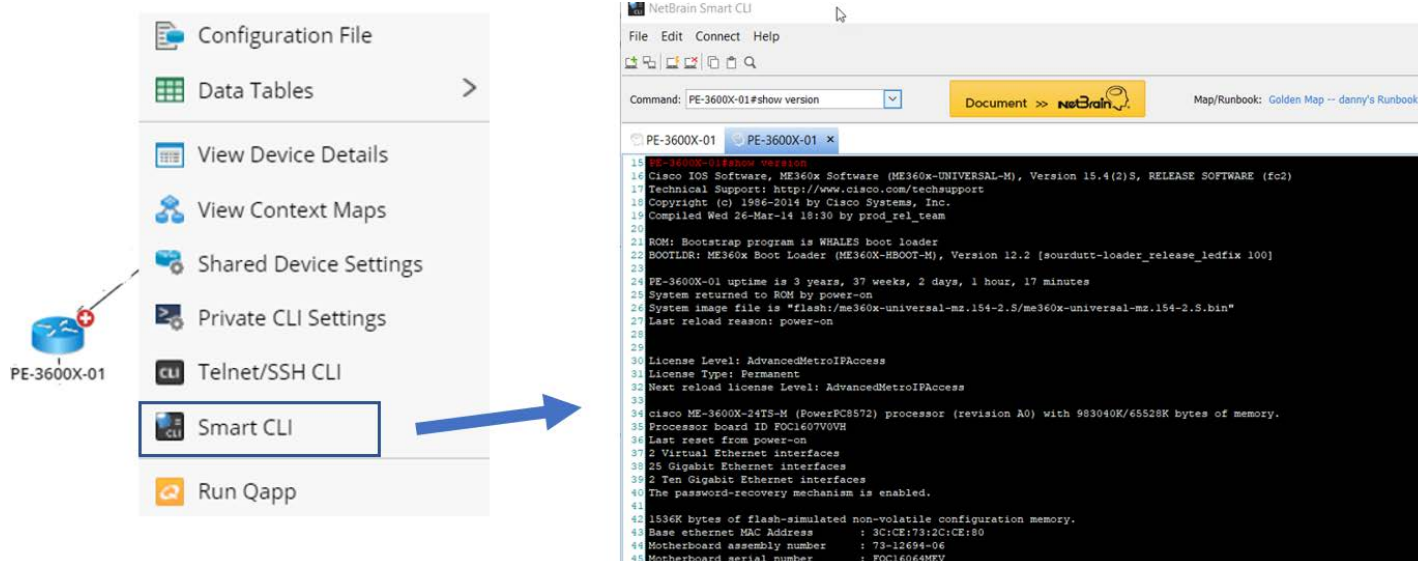 PE-3600X-01
Configuration File
Data Tables
View Device Details
View Context Maps
Shared Device Settings
Private CLI Settings
CLI
Telnet/SSH CLI
CLI
Smart CLI
Run Qapp
NetBrain Smart CLI
File Edit Connect Help
Command: PE-3600X-01#show version
Document >> NetBrain
Map/Runbook: Golden Map -- danny's Runbook
PE-3600X-01 PE-3600X-01 ×
15 PE-3600X-01#show version
16 Cisco IOS Software, ME360x Software (ME360x-UNIVERSAL-M), Version 15.4(2)S, RELEASE SOFTWARE (fc2)
17 Technical Support: http://www.cisco.com/techsupport
18 Copyright (c) 1986-2014 by Cisco Systems, Inc.
19 Compiled Wed 26-Mar-14 18:30 by prod_rel_team
20
21 ROM: Bootstrap program is WHALES boot loader
22 BOOTLDR: ME360x Boot Loader (ME360X-HBOOT-M), Version 12.2 [sourdutt-loader_release_ledfix 100]
23
24 PE-3600X-01 uptime is 3 years, 37 weeks, 2 days, 1 hour, 17 minutes
25 System returned to ROM by power-on
26 System image file is "flash:/me360x-universal-mz.154-2.S/me360x-universal-mz.154-2.S.bin"
27 Last reload reason: power-on
28
29
30 License Level: AdvancedMetroIPAccess
31 License Type: Permanent
32 Next reload license Level: AdvancedMetroIPAccess
33
34 cisco ME-3600X-24TS-M (PowerPC8572) processor (revision A0) with 983040K/65528K bytes of memory.
35 Processor board ID FOC1607V0VH
36 Last reset from power-on
37 2 Virtual Ethernet interfaces
38 25 Gigabit Ethernet interfaces
39 2 Ten Gigabit Ethernet interfaces
40 The password-recovery mechanism is enabled.
41
42 1536K bytes of flash-simulated non-volatile configuration memory.
43 Base ethernet MAC Address : 3C:CE:73:2C:CE:80
44 Motherboard assembly number : 73-12694-06
45 Motherboard serial number : FOC16064MEV